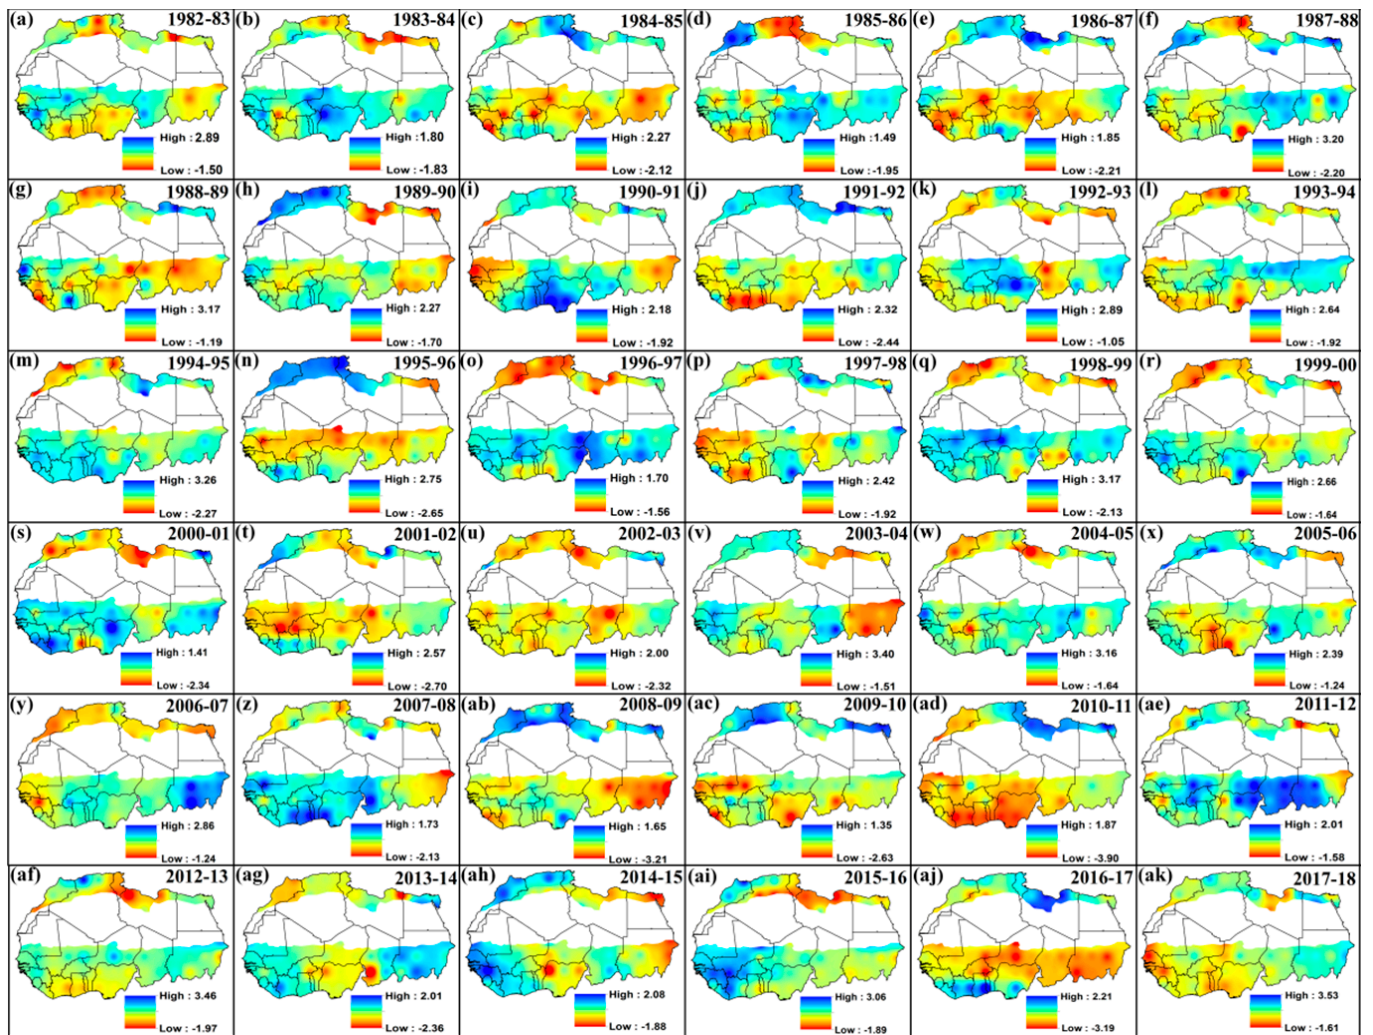 (a) 1982-83
High : 2.89
Low : -1.50
(b) 1983-84
High : 1.80
Low : -1.83
(c) 1984-85
High : 2.27
Low : -2.12
(d) 1985-86
High : 1.49
Low : -1.95
(e) 1986-87
High : 1.85
Low : -2.21
(f) 1987-88
High : 3.20
Low : -2.20
(g) 1988-89
High : 3.17
Low : -1.19
(h) 1989-90
High : 2.27
Low : -1.70
(i) 1990-91
High : 2.18
Low : -1.92
(j) 1991-92
High : 2.32
Low : -2.44
(k) 1992-93
High : 2.89
Low : -1.05
(l) 1993-94
High : 2.64
Low : -1.92
(m) 1994-95
High : 3.26
Low : -2.27
(n) 1995-96
High : 2.75
Low : -2.65
(o) 1996-97
High : 1.70
Low : -1.56
(p) 1997-98
High : 2.42
Low : -1.92
(q) 1998-99
High : 3.17
Low : -2.13
(r) 1999-00
High : 2.66
Low : -1.64
(s) 2000-01
High : 1.41
Low : -2.34
(t) 2001-02
High : 2.57
Low : -2.70
(u) 2002-03
High : 2.00
Low : -2.32
(v) 2003-04
High : 3.40
Low : -1.51
(w) 2004-05
High : 3.16
Low : -1.64
(x) 2005-06
High : 2.39
Low : -1.24
(y) 2006-07
High : 2.86
Low : -1.24
(z) 2007-08
High : 1.73
Low : -2.13
(ab) 2008-09
High : 1.65
Low : -3.21
(ac) 2009-10
High : 1.35
Low : -2.63
(ad) 2010-11
High : 1.87
Low : -3.90
(ae) 2011-12
High : 2.01
Low : -1.58
(af) 2012-13
High : 3.46
Low : -1.97
(ag) 2013-14
High : 2.01
Low : -2.36
(ah) 2014-15
High : 2.08
Low : -1.88
(ai) 2015-16
High : 3.06
Low : -1.89
(aj) 2016-17
High : 2.21
Low : -3.19
(ak) 2017-18
High : 3.53
Low : -1.61